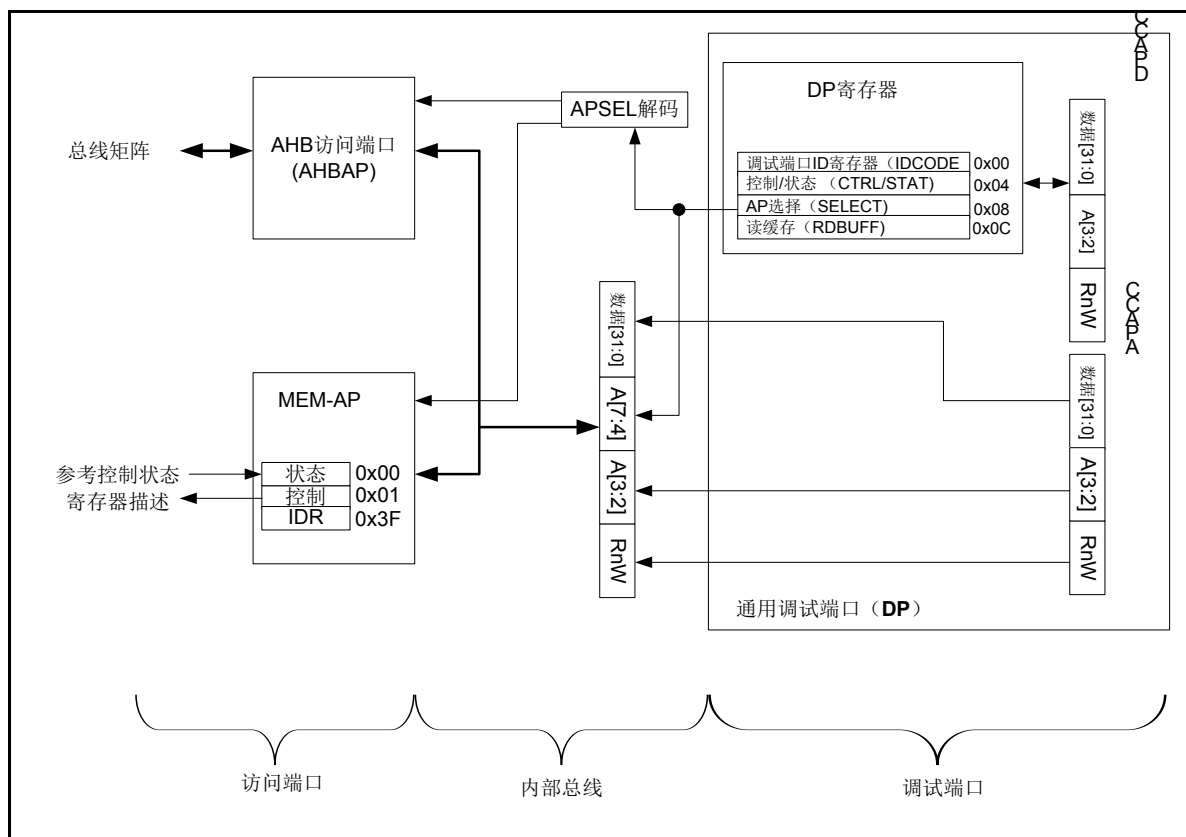 DPACC
DP寄存器
APSEL解码
AHB访问端口
(AHBAP)
总线矩阵
调试端口ID寄存器（IDCODE 0x00
控制/状态 （CTRL/STAT) 0x04
AP选择（SELECT) 0x08
读缓存（RDBUFF) 0x0C
数据[31:0]
A[3:2]
RnW
APACC
数据[31:0]
A[7:4]
A[3:2]
RnW
数据[31:0]
A[3:2]
RnW
MEM-AP
参考控制状态
寄存器描述
状态 0x00
控制 0x01
IDR 0x3F
通用调试端口（DP）
访问端口
内部总线
调试端口